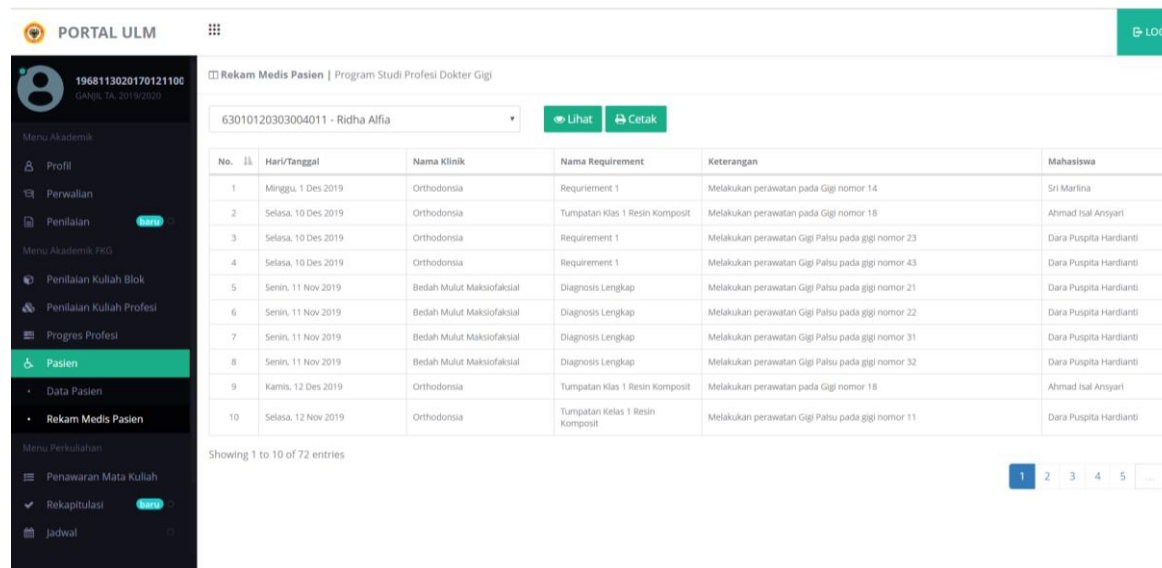 PORTAL ULM
LOG
1968113020170121100
GANJIL TA. 2019/2020
Menu Akademik
Profil
Perwalian
Penilaian baru
Menu Akademik FKG
Penilaian Kuliah Blok
Penilaian Kuliah Profesi
Progres Profesi
Pasien
Data Pasien
Rekam Medis Pasien
Menu Perkuliahan
Penawaran Mata Kuliah
Rekapitulasi baru
Jadwal
Rekam Medis Pasien | Program Studi Profesi Dokter Gigi
63010120303004011 - Ridha Alfia Lihat Cetak
No. Hari/Tanggal Nama Klinik Nama Requirement Keterangan Mahasiswa
1 Minggu, 1 Des 2019 Orthodonsia Requriement 1 Melakukan perawatan pada Gigi nomor 14 Sri Marlina
2 Selasa, 10 Des 2019 Orthodonsia Tumpatan Klas 1 Resin Komposit Melakukan perawatan pada Gigi nomor 18 Ahmad Isal Ansyari
3 Selasa, 10 Des 2019 Orthodonsia Requirement 1 Melakukan perawatan Gigi Palsu pada gigi nomor 23 Dara Puspita Hardianti
4 Selasa, 10 Des 2019 Orthodonsia Requirement 1 Melakukan perawatan Gigi Palsu pada gigi nomor 43 Dara Puspita Hardianti
5 Senin, 11 Nov 2019 Bedah Mulut Maksiofaksial Diagnosis Lengkap Melakukan perawatan Gigi Palsu pada gigi nomor 21 Dara Puspita Hardianti
6 Senin, 11 Nov 2019 Bedah Mulut Maksiofaksial Diagnosis Lengkap Melakukan perawatan Gigi Palsu pada gigi nomor 22 Dara Puspita Hardianti
7 Senin, 11 Nov 2019 Bedah Mulut Maksiofaksial Diagnosis Lengkap Melakukan perawatan Gigi Palsu pada gigi nomor 31 Dara Puspita Hardianti
8 Senin, 11 Nov 2019 Bedah Mulut Maksiofaksial Diagnosis Lengkap Melakukan perawatan Gigi Palsu pada gigi nomor 32 Dara Puspita Hardianti
9 Kamis, 12 Des 2019 Orthodonsia Tumpatan Klas 1 Resin Komposit Melakukan perawatan pada Gigi nomor 18 Ahmad Isal Ansyari
10 Selasa, 12 Nov 2019 Orthodonsia Tumpatan Kelas 1 Resin Komposit Melakukan perawatan Gigi Palsu pada gigi nomor 11 Dara Puspita Hardianti
Showing 1 to 10 of 72 entries
1 2 3 4 5 ...